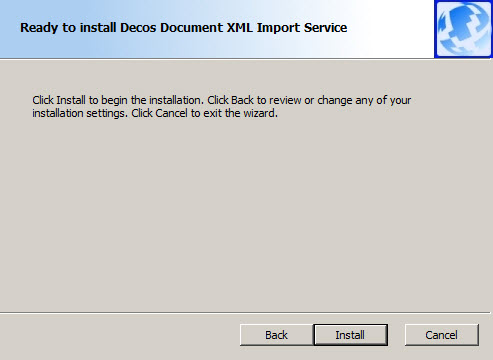 Ready to install Decos Document XML Import Service
Click Install to begin the installation. Click Back to review or change any of your
installation settings. Click Cancel to exit the wizard.
Back Install Cancel